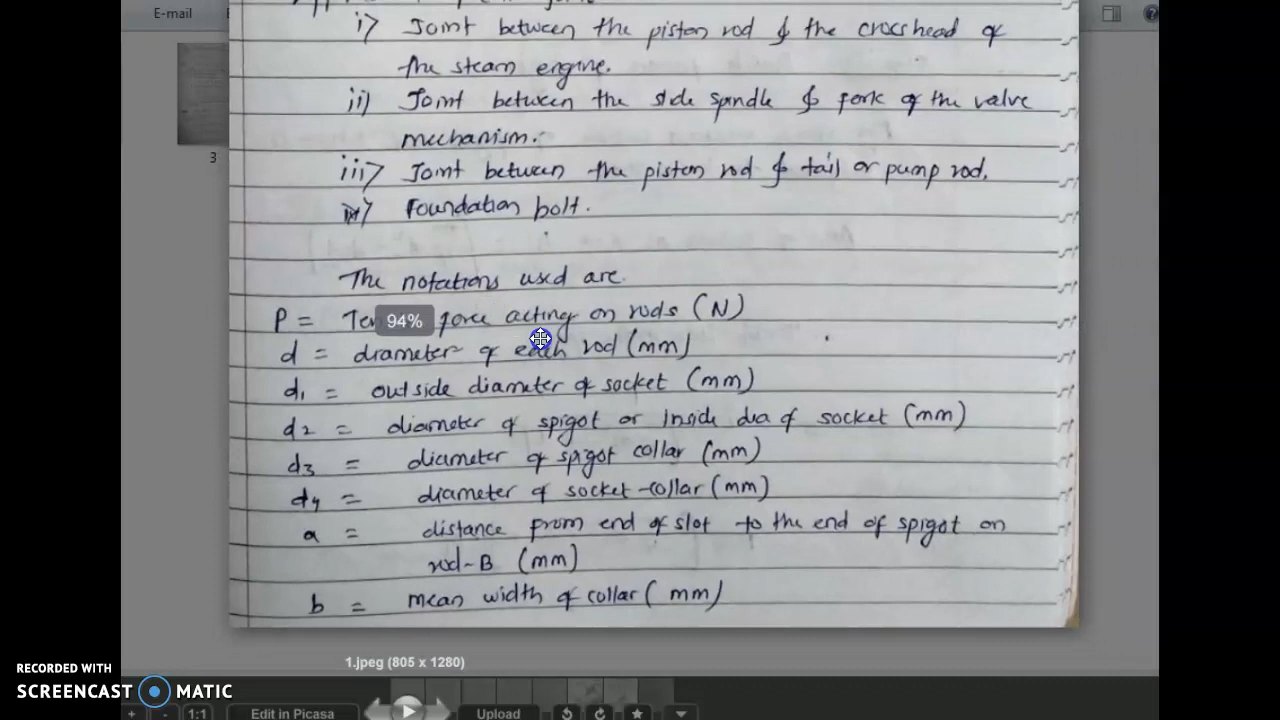 E-mail
i) Joint between the piston rod & the crosshead of
the steam engine.
ii) Joint between the side spindle & fork of the valve
mechanism.
iii) Joint between the piston rod & tail or pump rod.
iv) Foundation bolt.
3
The notations used are.
P = Ten 94% force acting on rods (N)
d = diameter of each rod (mm)
d1 = outside diameter of socket (mm)
d2 = diameter of spigot or inside dia of socket (mm)
d3 = diameter of spigot collar (mm)
d4 = diameter of socket-collar (mm)
a = distance from end of slot to the end of spigot on
rod-B (mm)
b = mean width of collar (mm)
1.jpeg (805 x 1280)
RECORDED WITH
SCREENCAST MATIC
1:1 Edit in Picasa Upload